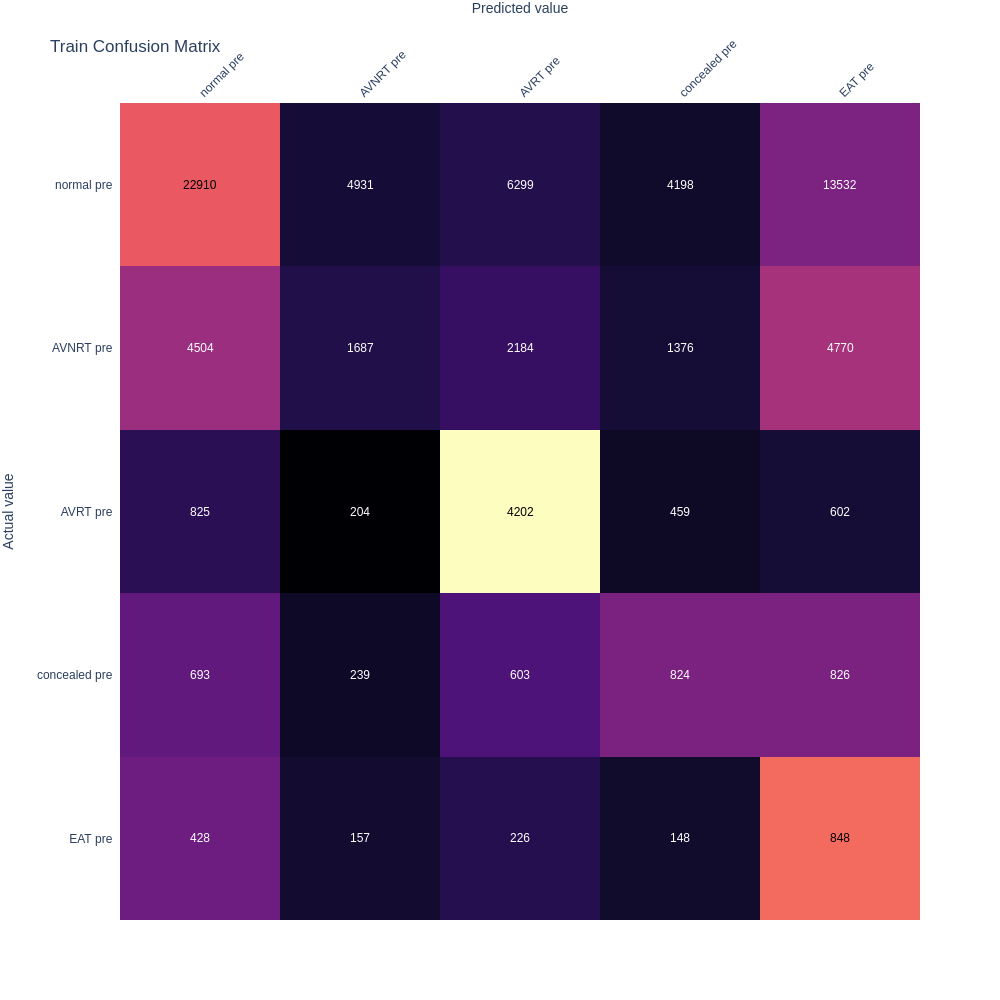 Predicted value
Train Confusion Matrix
normal pre AVNRT pre AVRT pre concealed pre EAT pre
normal pre 22910 4931 6299 4198 13532
AVNRT pre 4504 1687 2184 1376 4770
AVRT pre 825 204 4202 459 602
concealed pre 693 239 603 824 826
EAT pre 428 157 226 148 848
Actual value